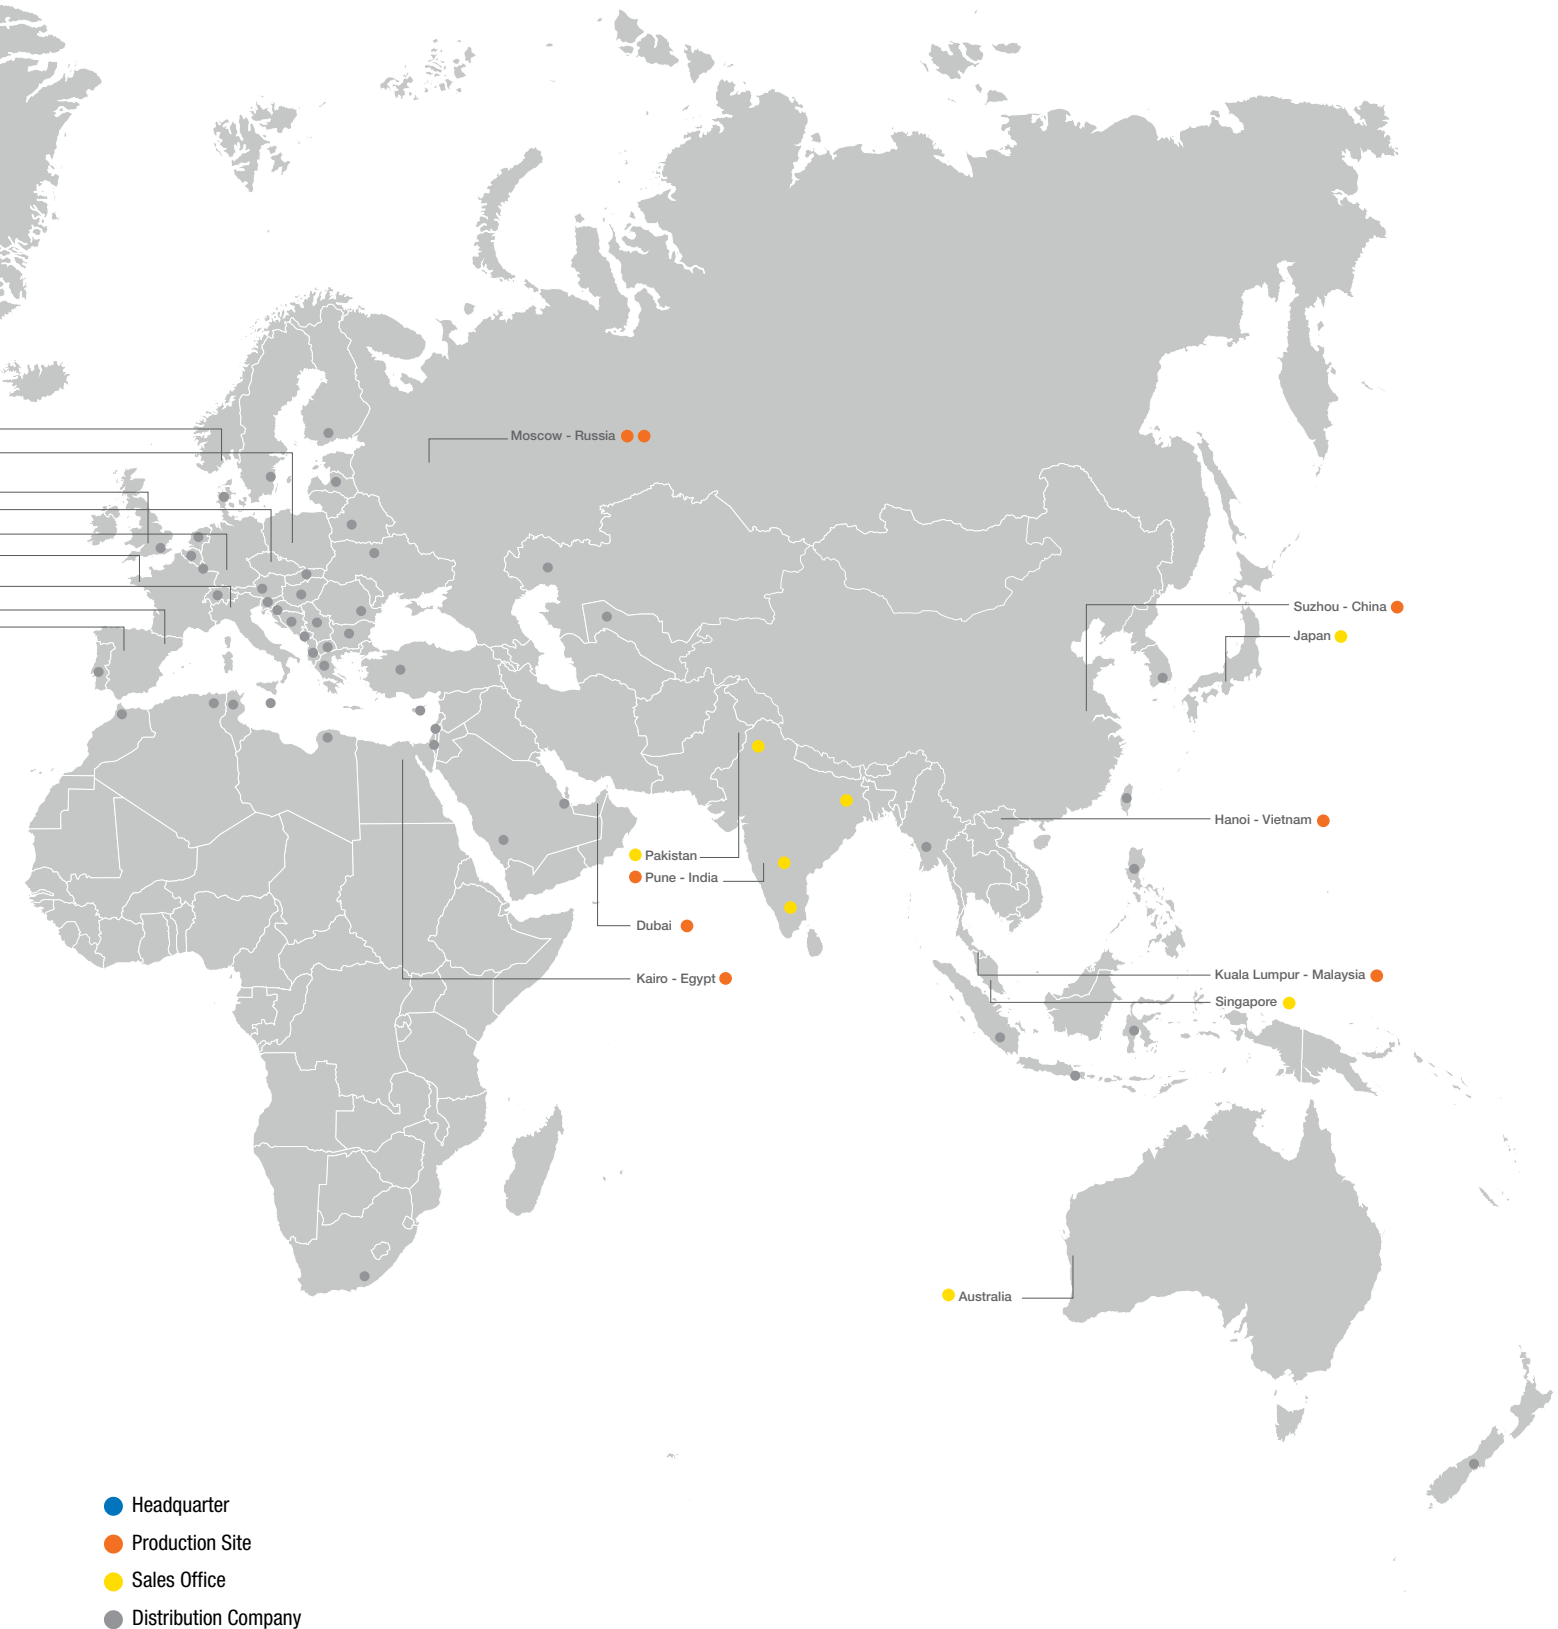 Moscow - Russia
Suzhou - China
Japan
Hanoi - Vietnam
Pakistan
Pune - India
Dubai
Kairo - Egypt
Kuala Lumpur - Malaysia
Singapore
Australia
Headquarter
Production Site
Sales Office
Distribution Company